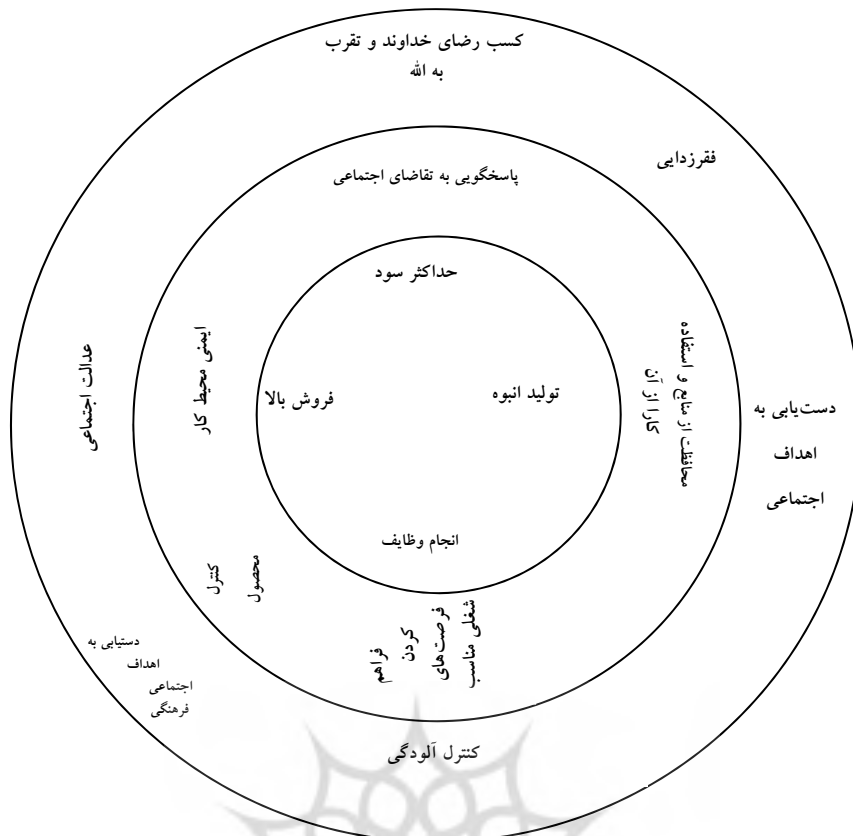 کسب رضای خداوند و تقرب
به الله
فقرزدایی
پاسخگویی به تقاضای اجتماعی
حداکثر سود
عدالت اجتماعی
ایمنی محیط کار
فروش بالا
تولید انبوه
محافظت از منابع و استفاده
کارا از آن
دست‌یابی به
اهداف
اجتماعی
انجام وظایف
کنترل
محصول
فراهم
کردن
فرصت‌های
شغلی مناسب
دستیابی به
اهداف
اجتماعی
فرهنگی
کنترل آلودگی